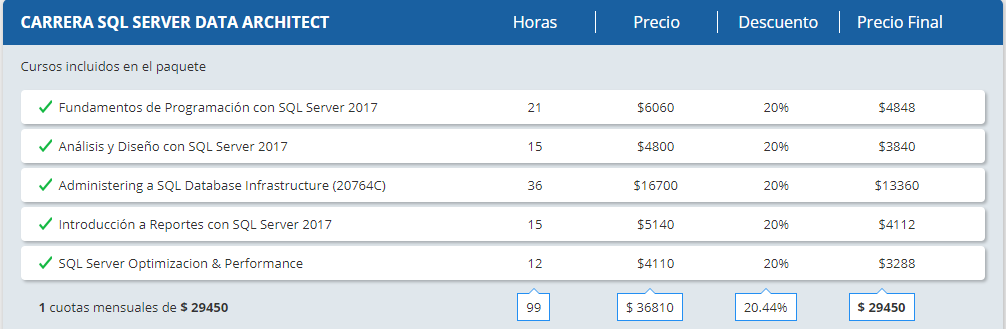 CARRERA SQL SERVER DATA ARCHITECT Horas Precio Descuento Precio Final
Cursos incluidos en el paquete
Fundamentos de Programación con SQL Server 2017 21 $6060 20% $4848
Análisis y Diseño con SQL Server 2017 15 $4800 20% $3840
Administering a SQL Database Infrastructure (20764C) 36 $16700 20% $13360
Introducción a Reportes con SQL Server 2017 15 $5140 20% $4112
SQL Server Optimizacion & Performance 12 $4110 20% $3288
1 cuotas mensuales de $ 29450 99 $ 36810 20.44% $ 29450